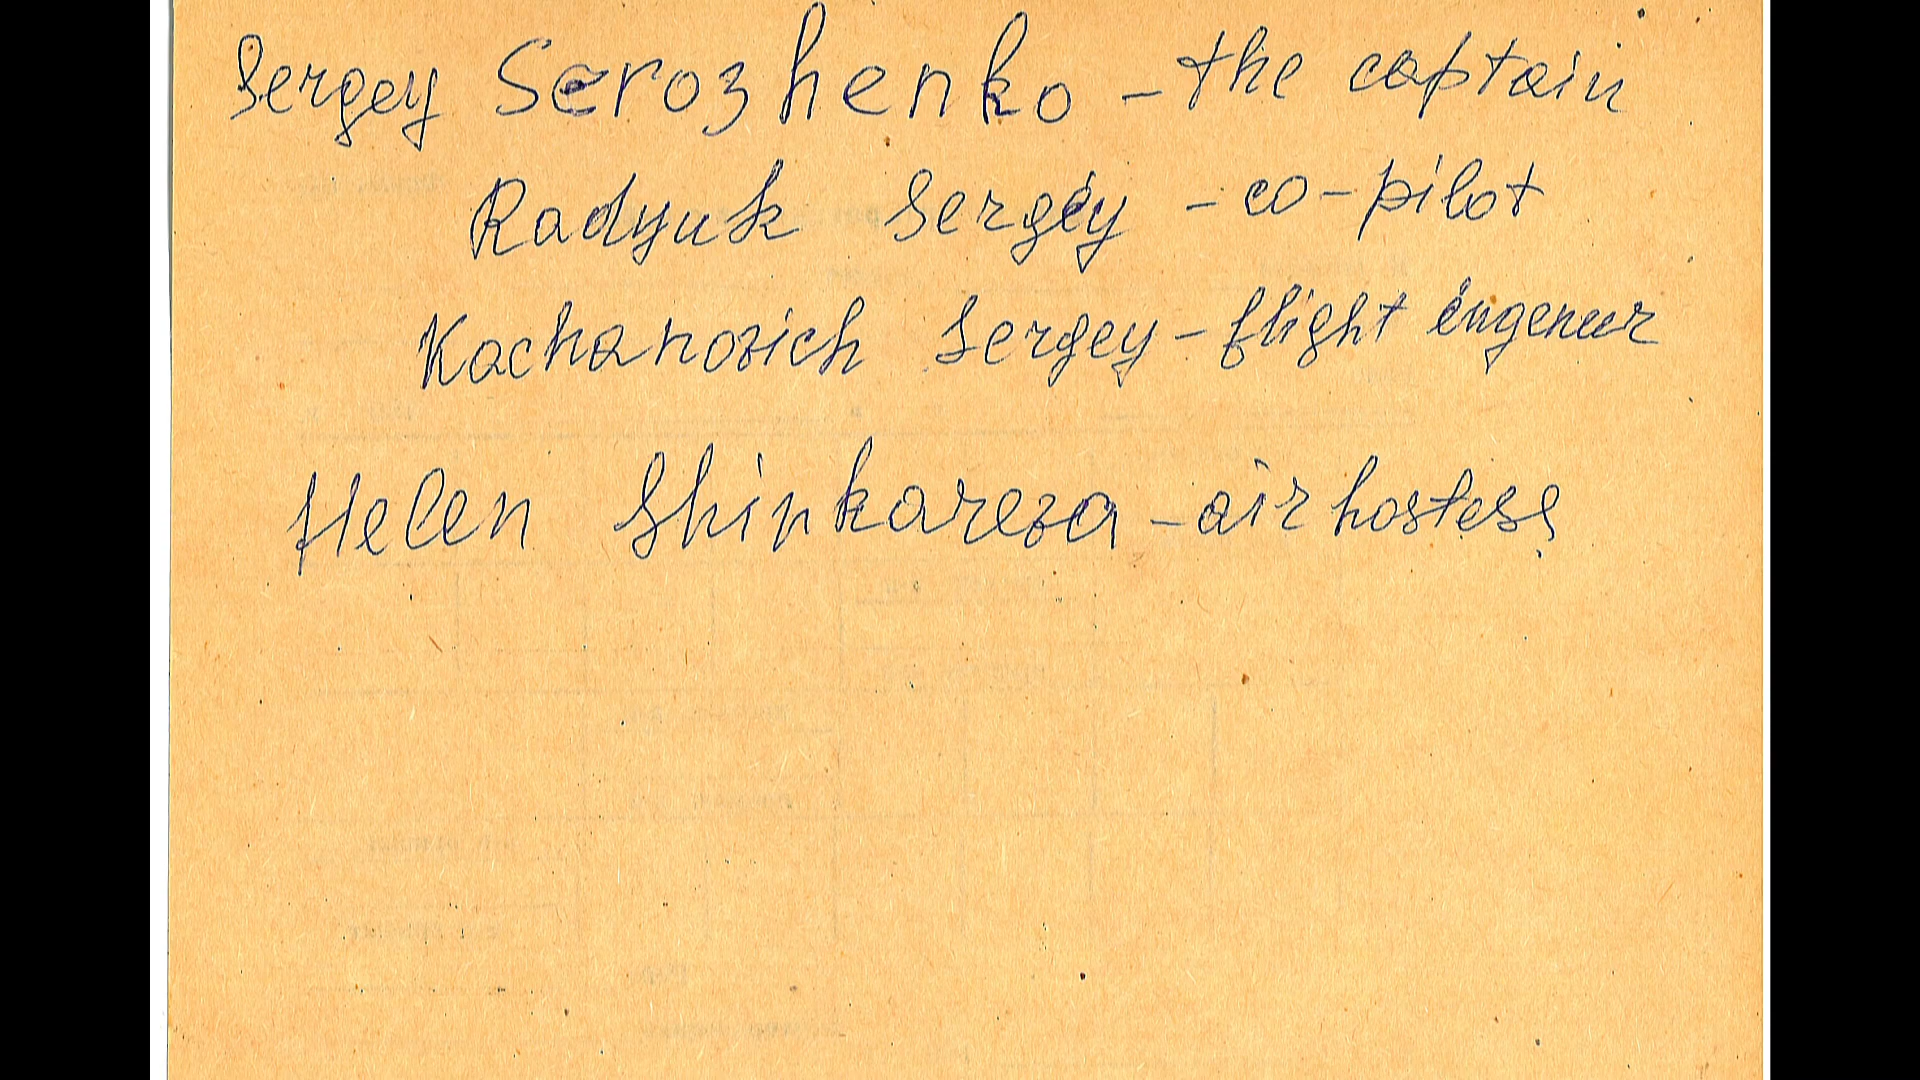 Sergey Serozhenko - the captain
Radyuk Sergey - co-pilot
Kachanovich Sergey - flight engeneer
Helen Shinkareva - air hostess